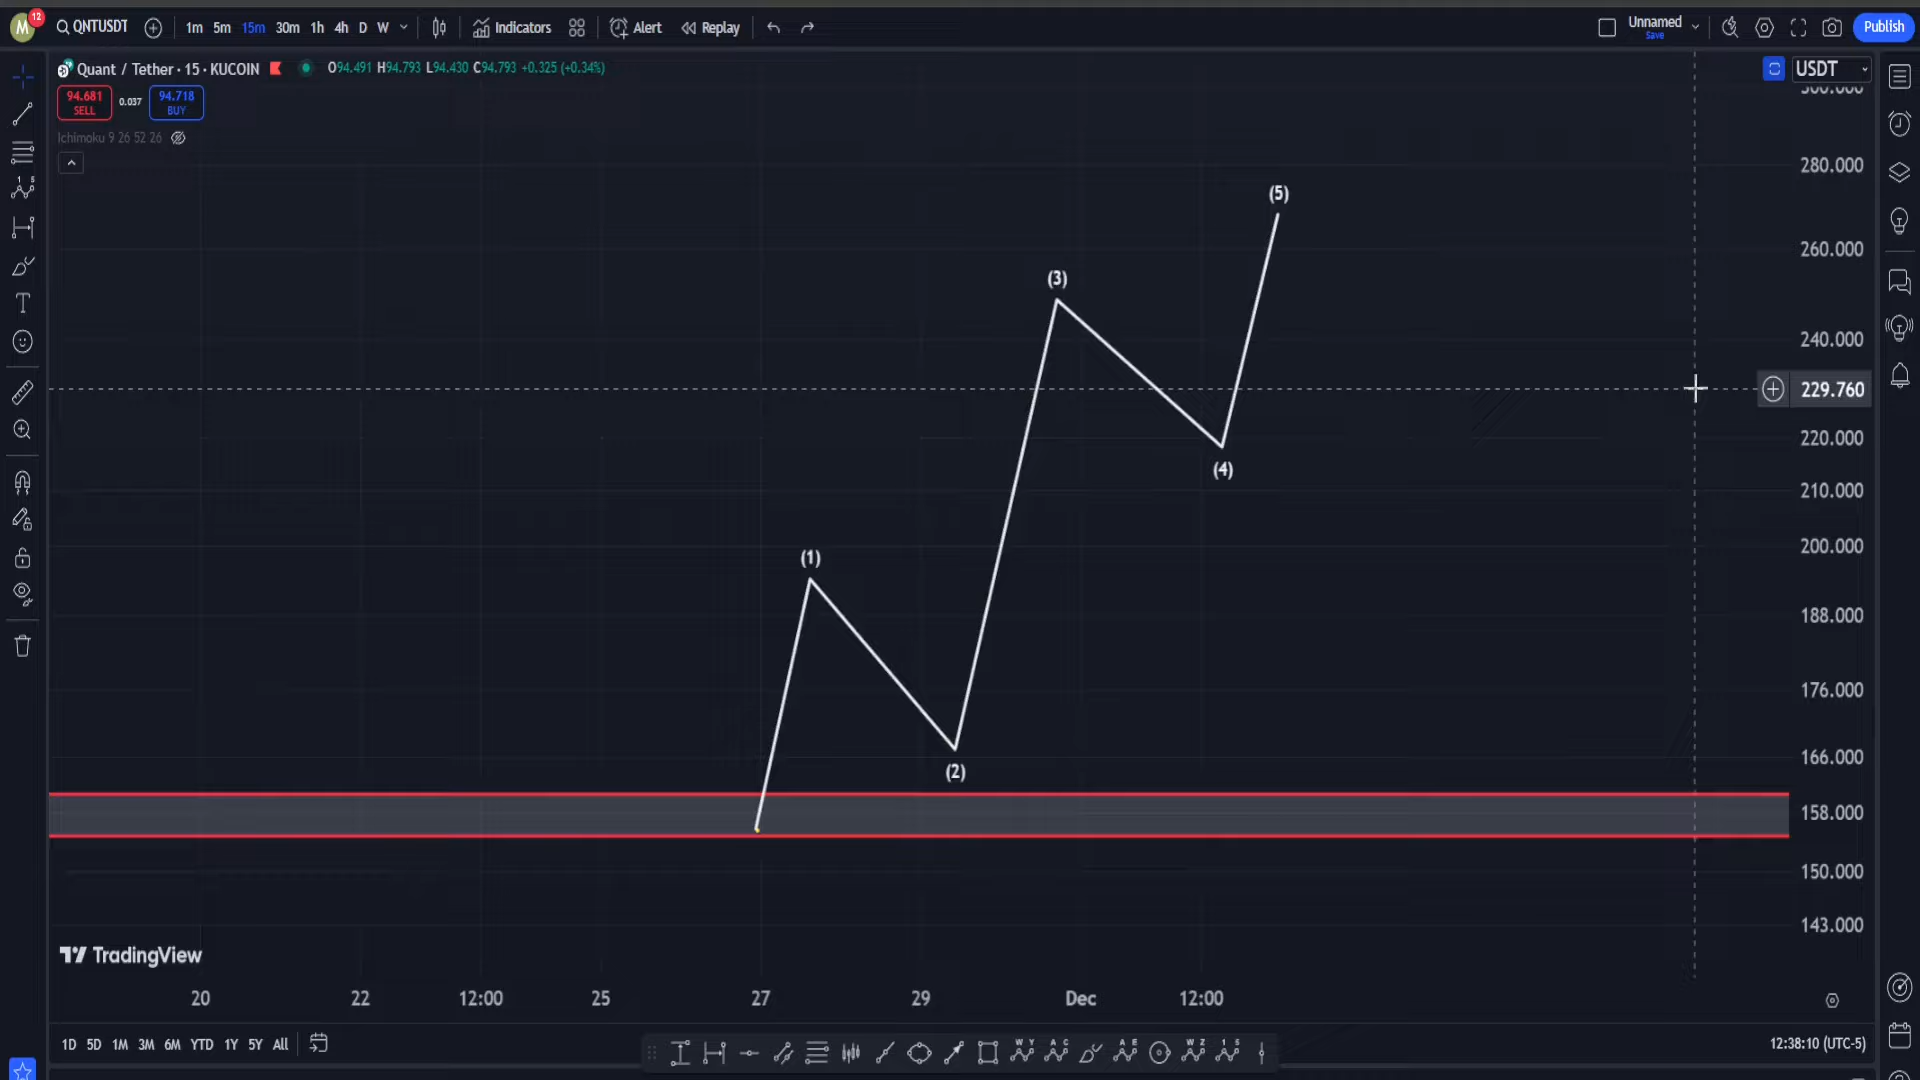 M 12 QNTUSDT 1m 5m 15m 30m 1h 4h D W Indicators Alert Replay Unnamed Save Publish
Quant / Tether · 15 · KUCOIN O94.491 H94.793 L94.430 C94.793 +0.325 (+0.34%) USDT
94.681 SELL 0.037 94.718 BUY
Ichimoku 9 26 52 26
300.000
280.000
(5)
260.000
(3)
240.000
229.760
220.000
(4)
210.000
200.000
(1)
188.000
176.000
166.000
(2)
158.000
150.000
143.000
TradingView
20 22 12:00 25 27 29 Dec 12:00
1D 5D 1M 3M 6M YTD 1Y 5Y All 12:38:10 (UTC-5)